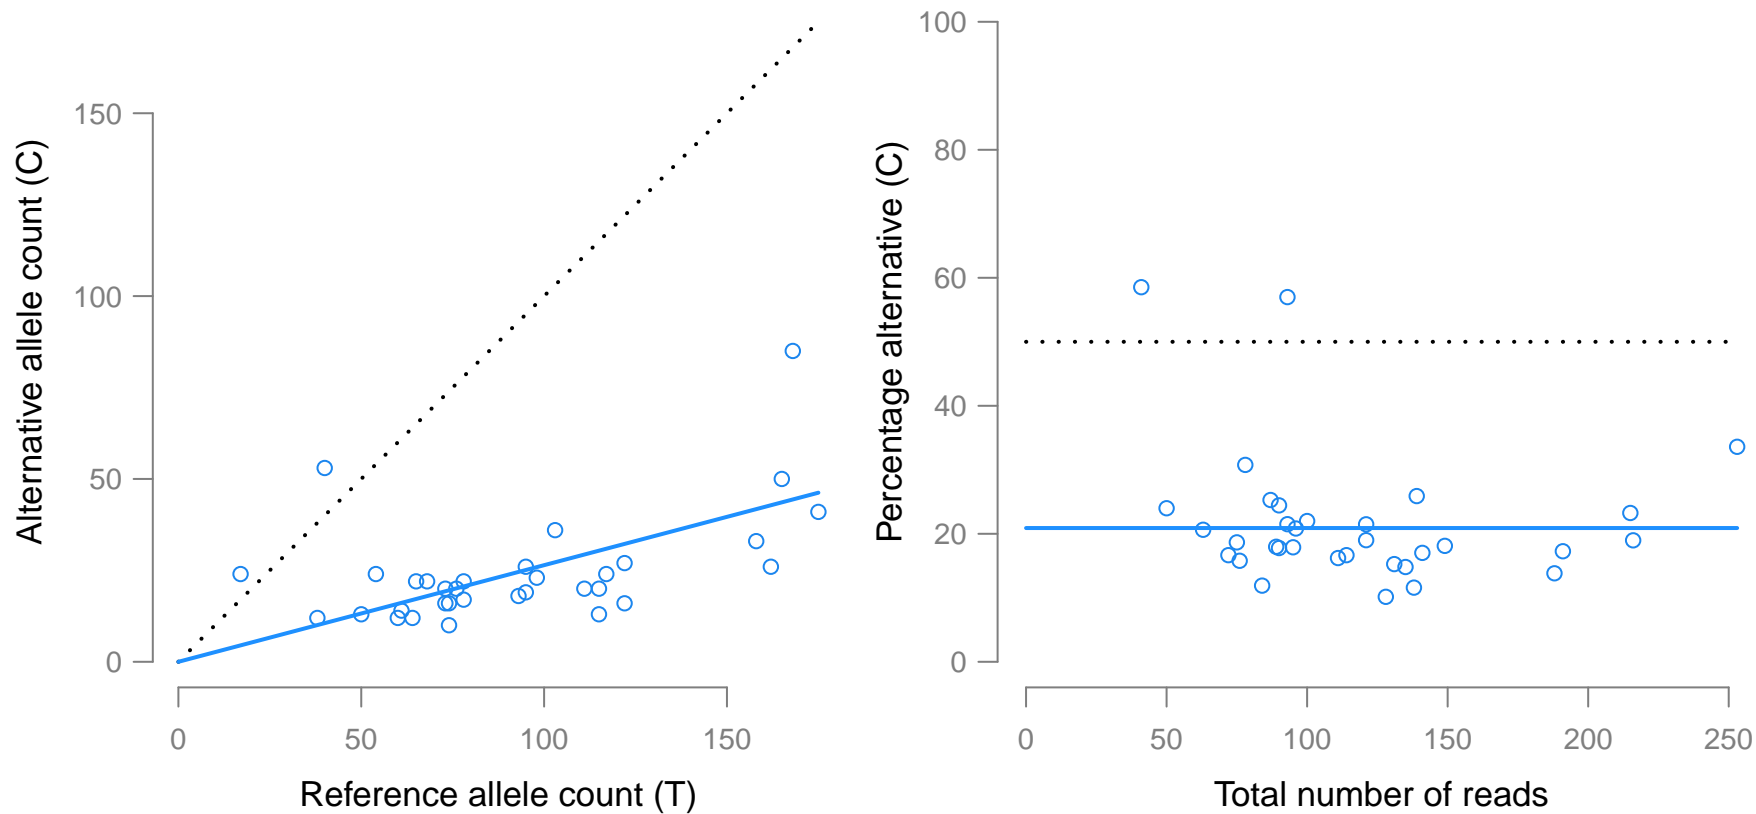 Alternative allele count (C)
150
100
50
0
0 50 100 150
Reference allele count (T)
Percentage alternative (C)
100
80
60
40
20
0
0 50 100 150 200 250
Total number of reads